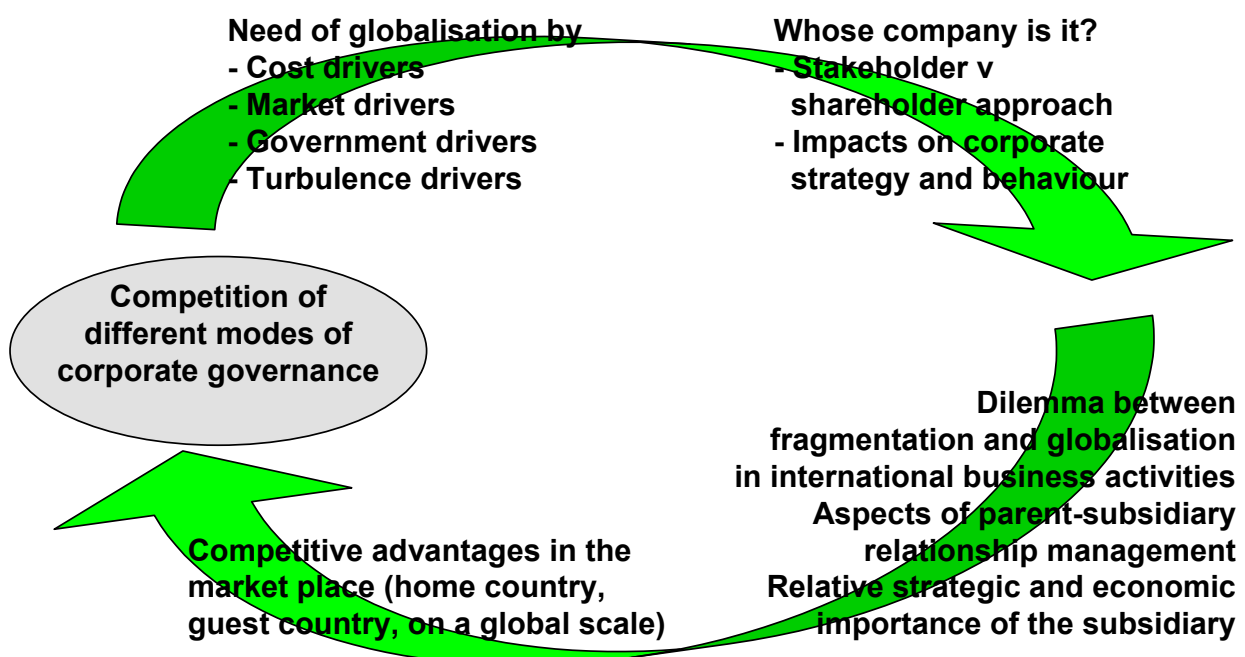 Need of globalisation by
- Cost drivers
- Market drivers
- Government drivers
- Turbulence drivers
Whose company is it?
- Stakeholder v
shareholder approach
- Impacts on corporate
strategy and behaviour
Competition of
different modes of
corporate governance
Dilemma between
fragmentation and globalisation
in international business activities
Aspects of parent-subsidiary
relationship management
Relative strategic and economic
importance of the subsidiary
Competitive advantages in the
market place (home country,
guest country, on a global scale)